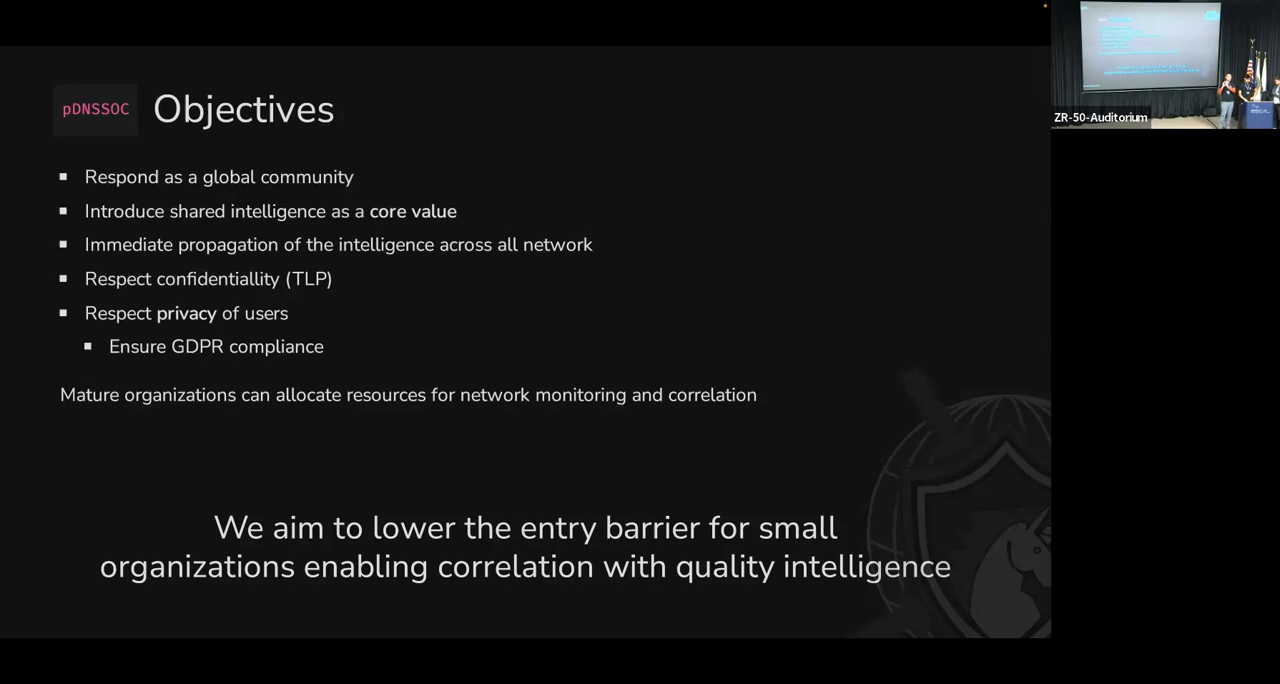 pDNSSOC Objectives
Respond as a global community
Introduce shared intelligence as a core value
Immediate propagation of the intelligence across all network
Respect confidentiallity (TLP)
Respect privacy of users
Ensure GDPR compliance
Mature organizations can allocate resources for network monitoring and correlation
We aim to lower the entry barrier for small
organizations enabling correlation with quality intelligence
ZR-50-Auditorium